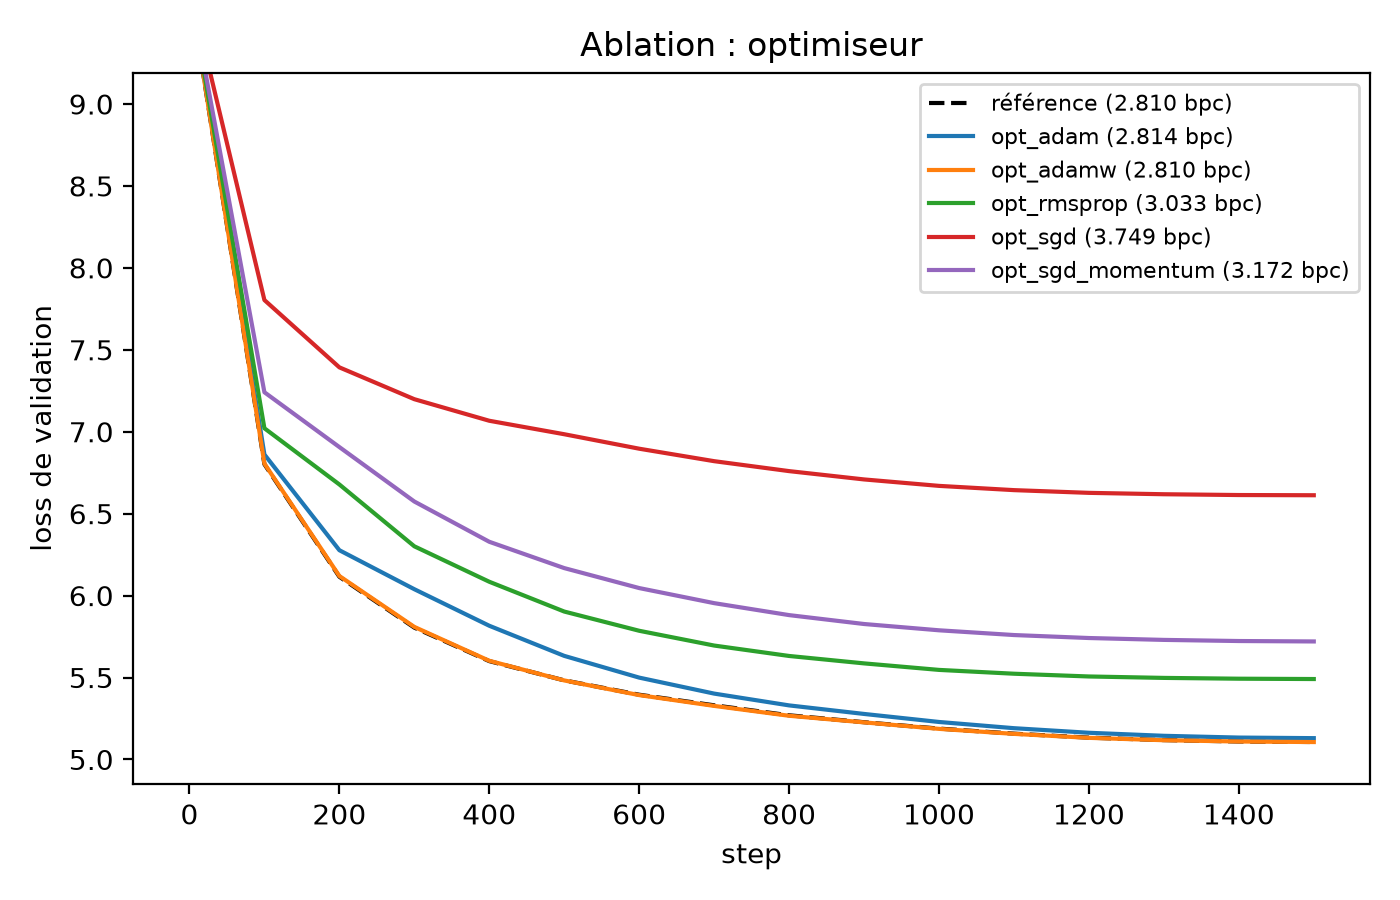 Ablation : optimiseur
référence (2.810 bpc)
opt_adam (2.814 bpc)
opt_adamw (2.810 bpc)
opt_rmsprop (3.033 bpc)
opt_sgd (3.749 bpc)
opt_sgd_momentum (3.172 bpc)
loss de validation
9.0
8.5
8.0
7.5
7.0
6.5
6.0
5.5
5.0
0 200 400 600 800 1000 1200 1400
step